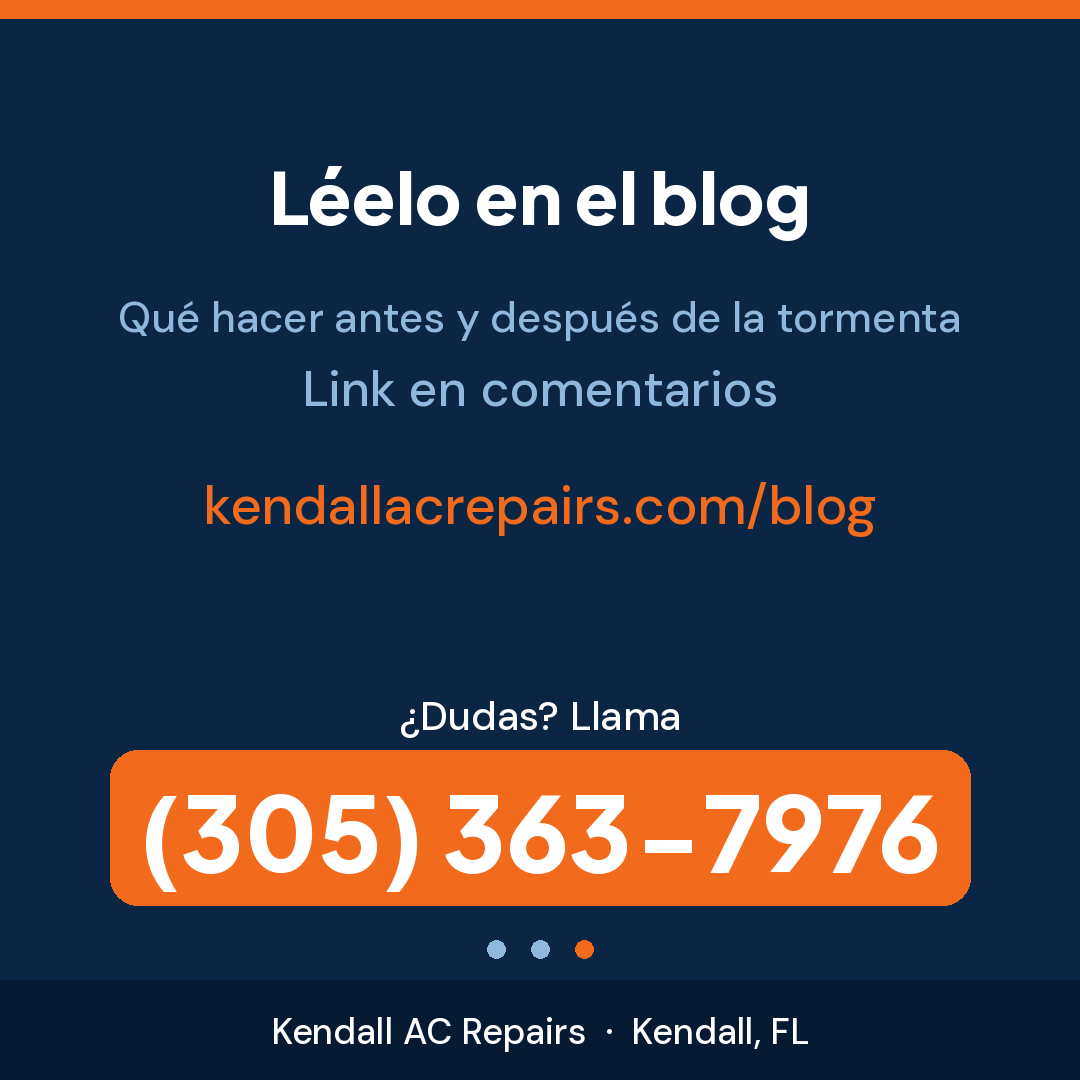 Léelo en el blog
Qué hacer antes y después de la tormenta
Link en comentarios
kendallacrepairs.com/blog
¿Dudas? Llama
(305) 363-7976
Kendall AC Repairs · Kendall, FL